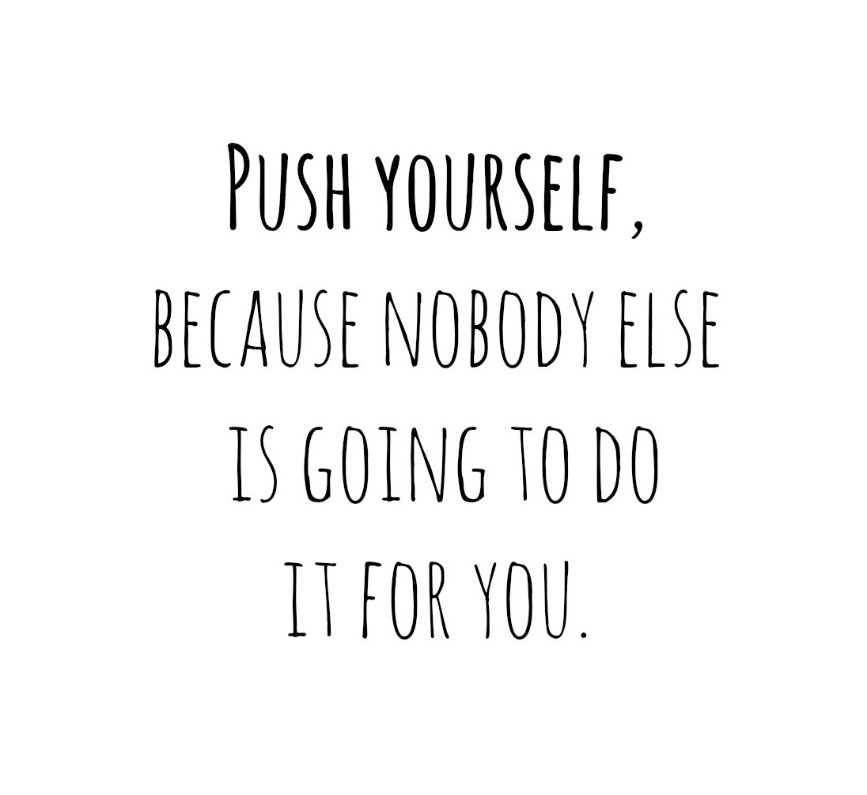 PUSH YOURSELF,
BECAUSE NOBODY ELSE
IS GOING TO DO
IT FOR YOU.